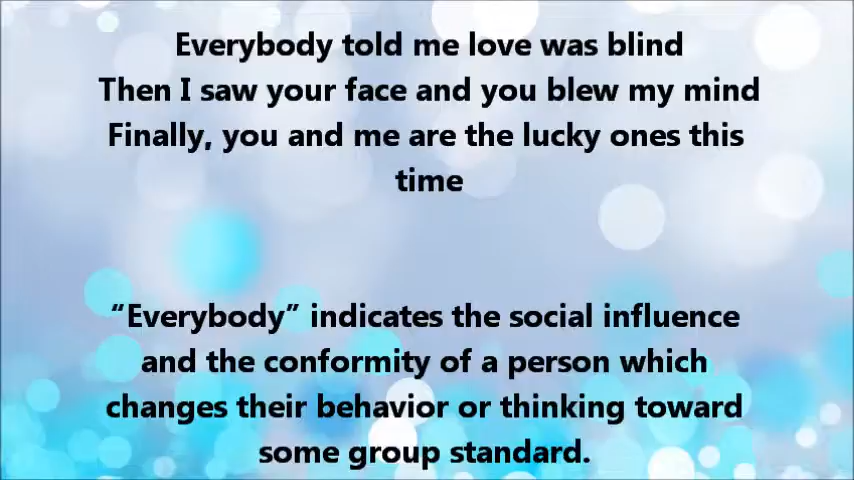 Everybody told me love was blind
Then I saw your face and you blew my mind
Finally, you and me are the lucky ones this
time
“Everybody” indicates the social influence
and the conformity of a person which
changes their behavior or thinking toward
some group standard.